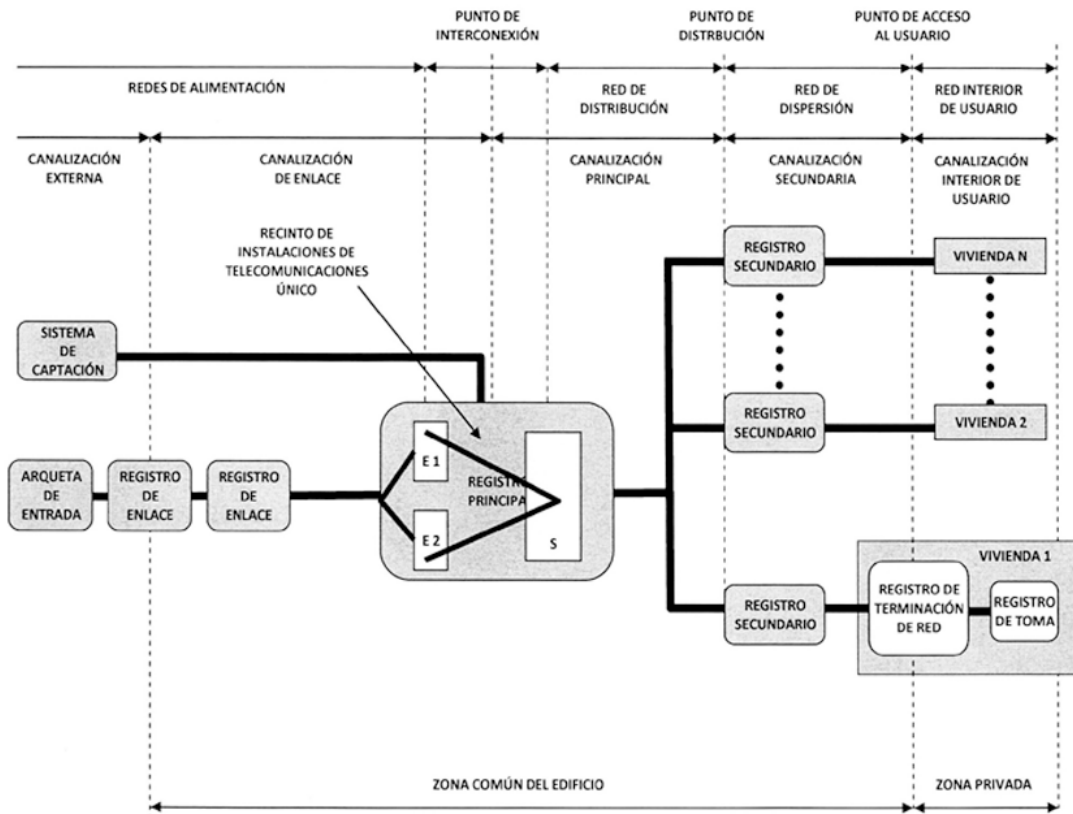 PUNTO DE
INTERCONEXIÓN
PUNTO DE
DISTRBUCIÓN
PUNTO DE ACCESO
AL USUARIO
REDES DE ALIMENTACIÓN
RED DE
DISTRIBUCIÓN
RED DE
DISPERSIÓN
RED INTERIOR
DE USUARIO
CANALIZACIÓN
EXTERNA
CANALIZACIÓN
DE ENLACE
CANALIZACIÓN
PRINCIPAL
CANALIZACIÓN
SECUNDARIA
CANALIZACIÓN
INTERIOR DE
USUARIO
RECINTO DE
INSTALACIONES DE
TELECOMUNICACIONES
ÚNICO
REGISTRO
SECUNDARIO
VIVIENDA N
SISTEMA
DE
CAPTACIÓN
REGISTRO
SECUNDARIO
VIVIENDA 2
ARQUETA
DE
ENTRADA
REGISTRO
DE
ENLACE
REGISTRO
DE
ENLACE
E 1
REGISTRO
PRINCIPA
E 2
S
VIVIENDA 1
REGISTRO
SECUNDARIO
REGISTRO DE
TERMINACIÓN
DE RED
REGISTRO
DE TOMA
ZONA COMÚN DEL EDIFICIO
ZONA PRIVADA